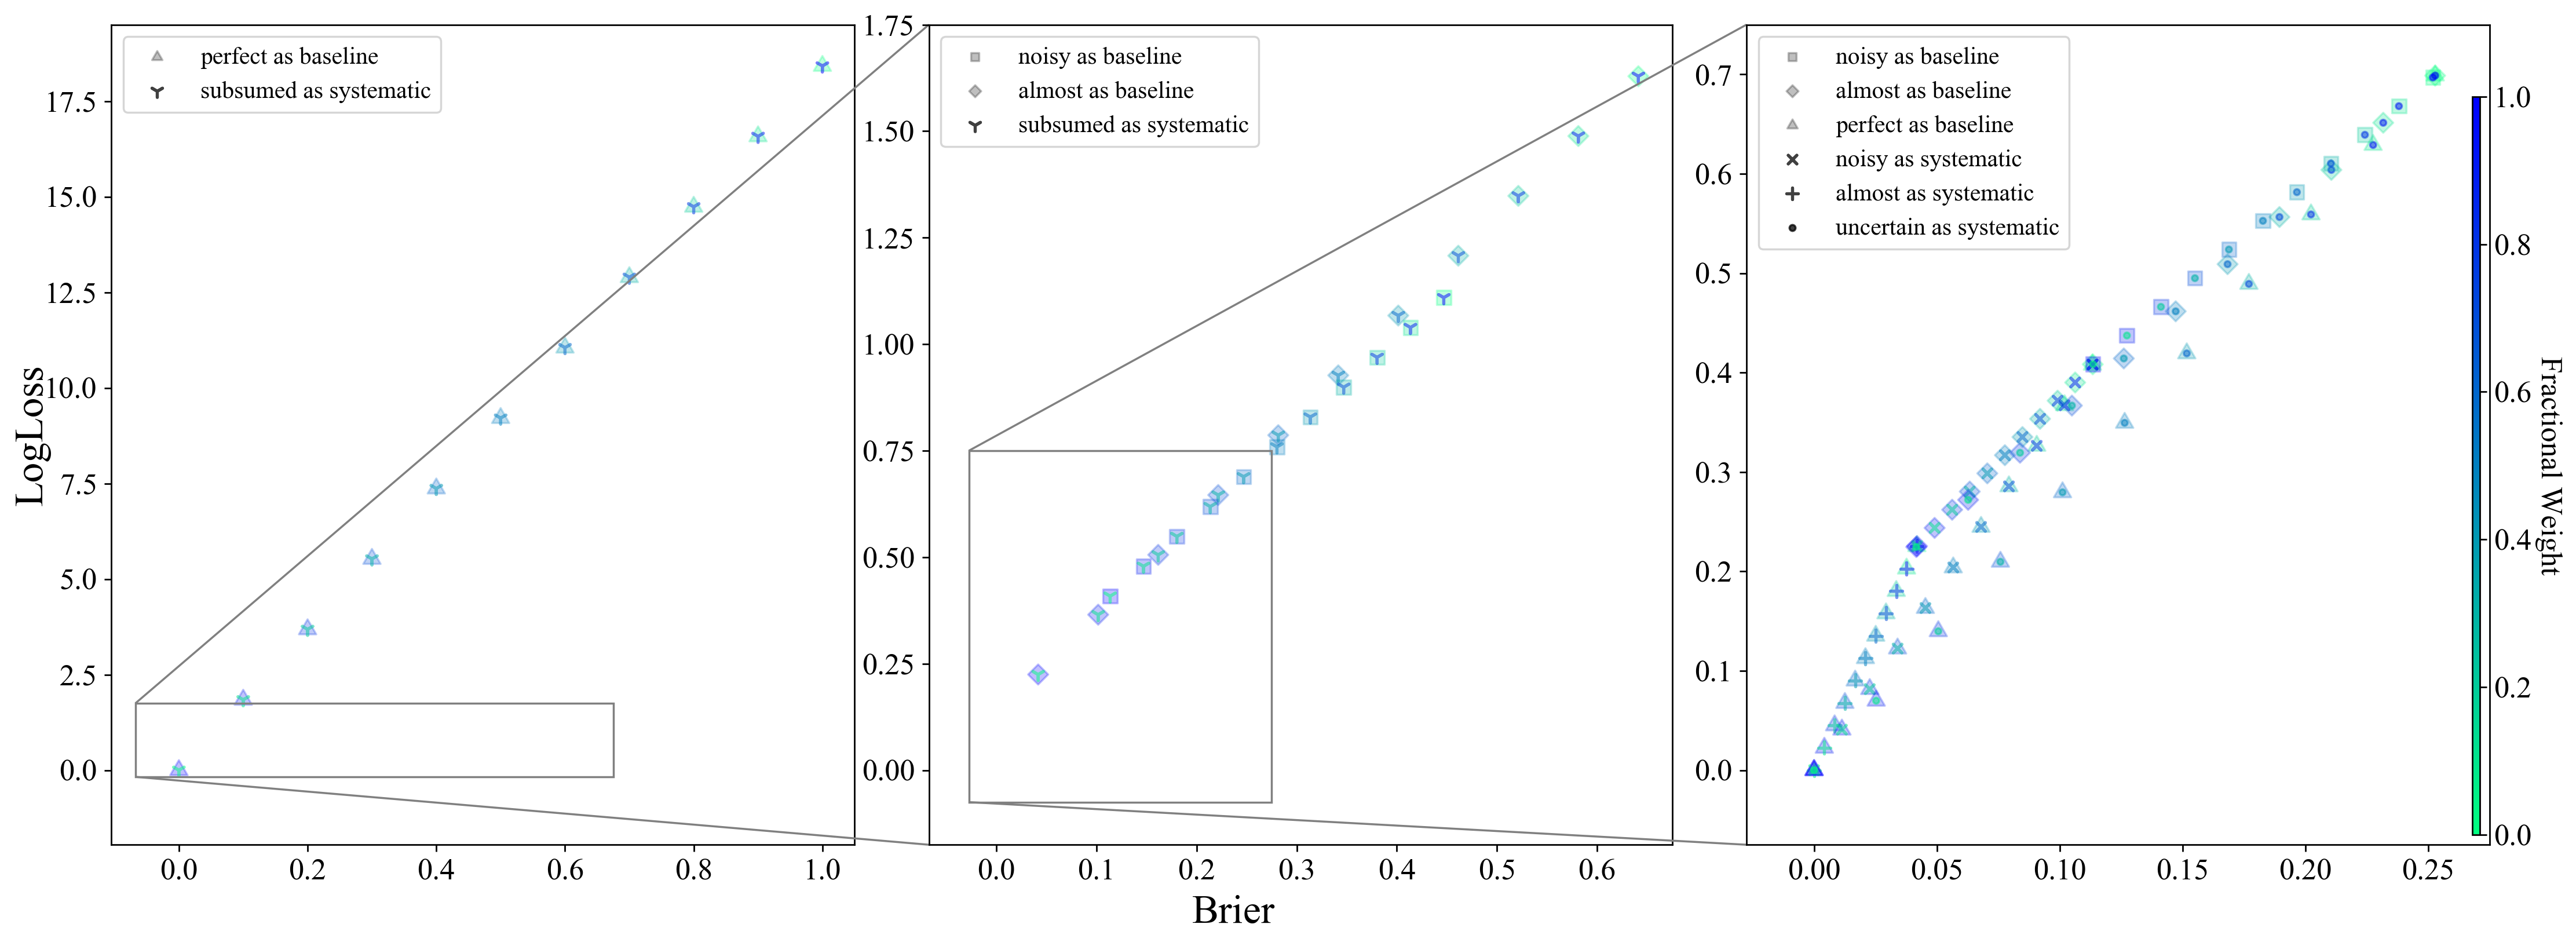 LogLoss
17.5
15.0
12.5
10.0
7.5
5.0
2.5
0.0
0.0 0.2 0.4 0.6 0.8 1.0
perfect as baseline
subsumed as systematic
1.75
1.50
1.25
1.00
0.75
0.50
0.25
0.00
0.0 0.1 0.2 0.3 0.4 0.5 0.6
noisy as baseline
almost as baseline
subsumed as systematic
Brier
0.7
0.6
0.5
0.4
0.3
0.2
0.1
0.0
0.00 0.05 0.10 0.15 0.20 0.25
noisy as baseline
almost as baseline
perfect as baseline
noisy as systematic
almost as systematic
uncertain as systematic
1.0
0.8
0.6
0.4
0.2
0.0
Fractional Weight